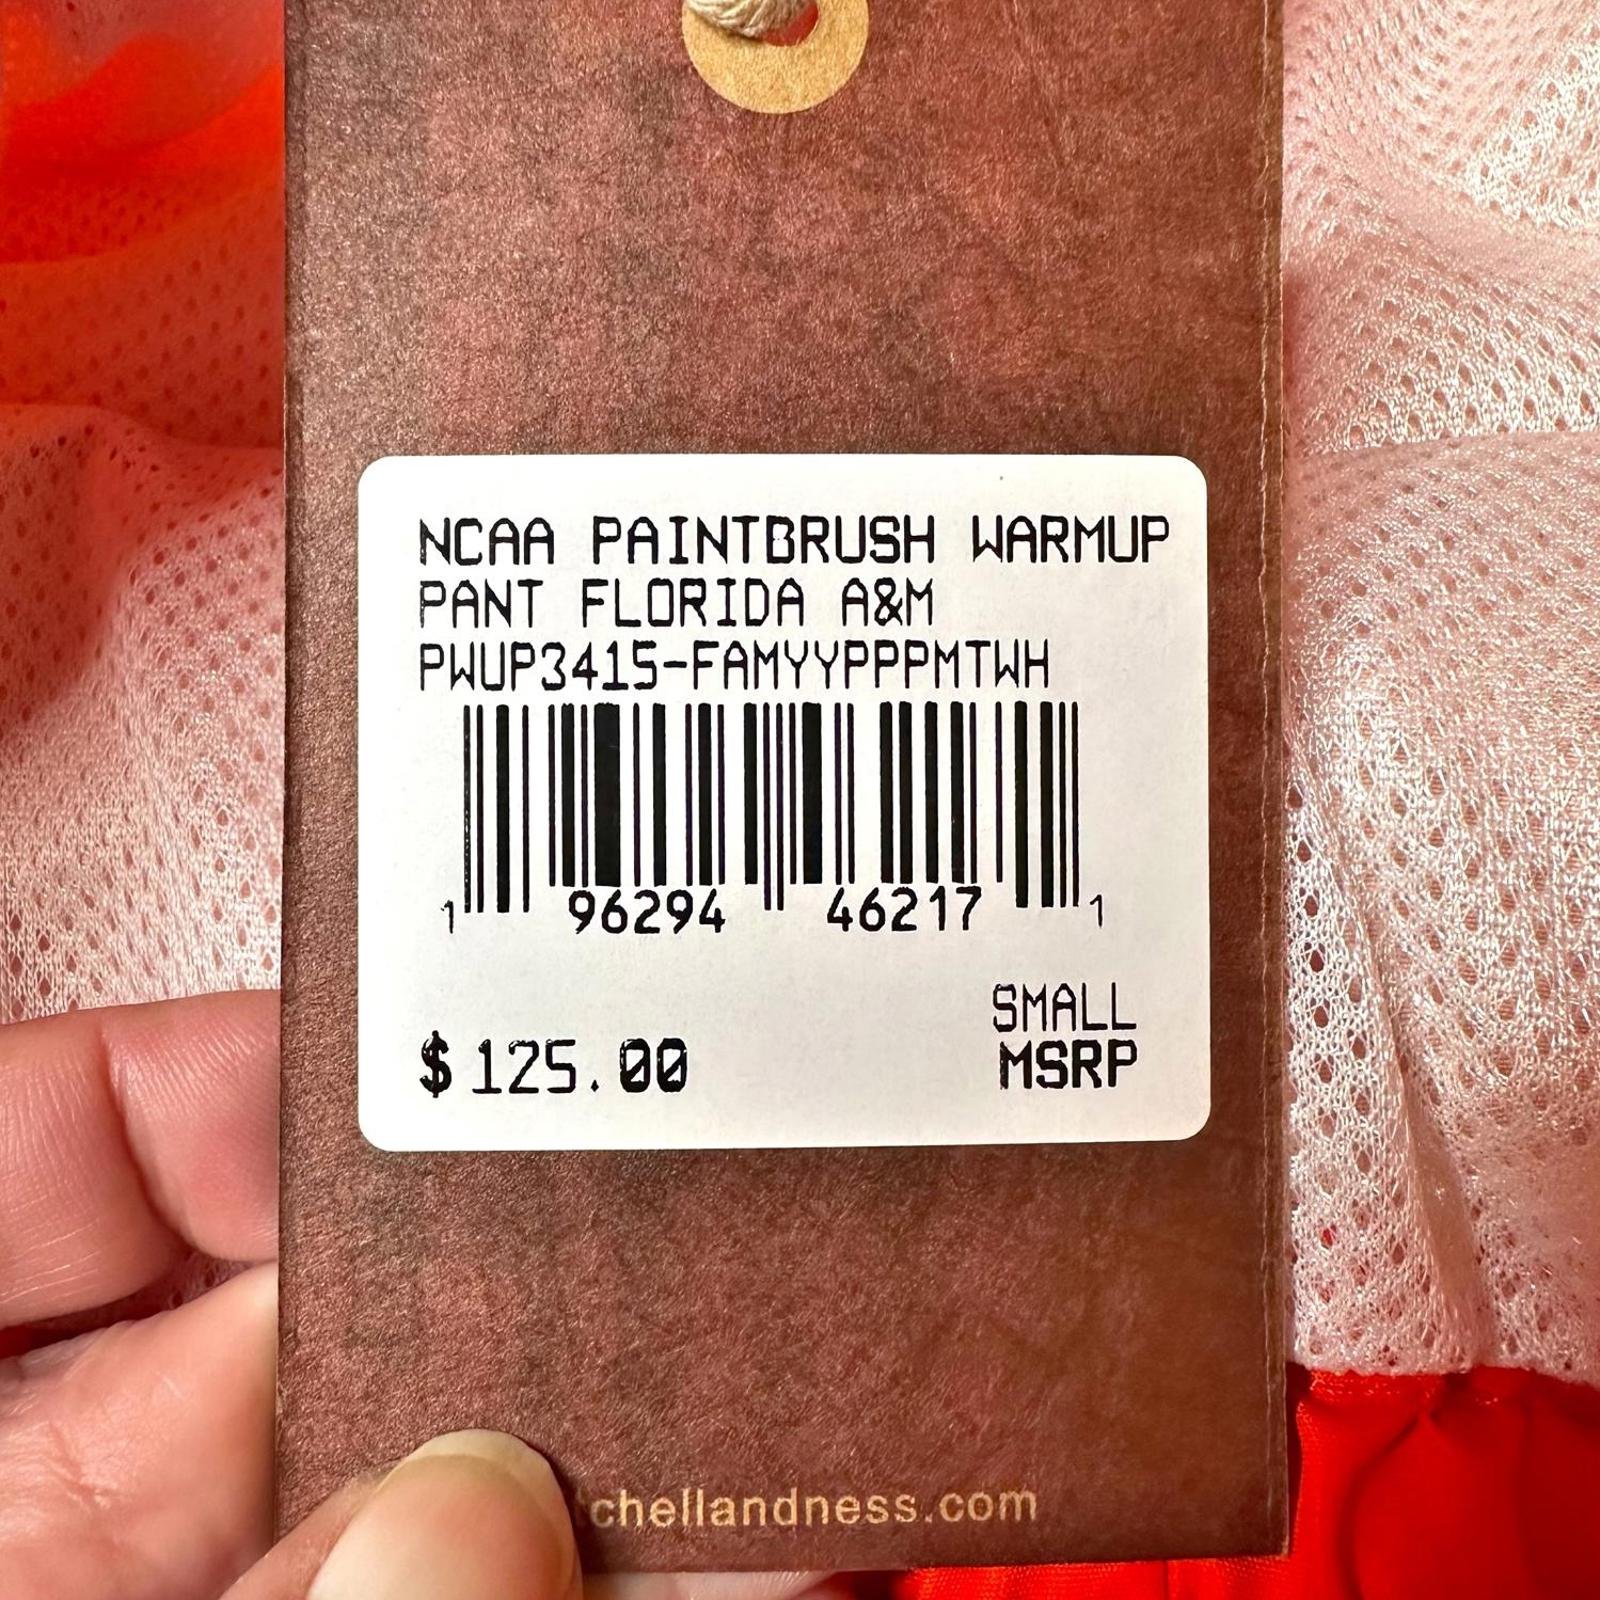 NCAA PAINTBRUSH WARMUP
PANT FLORIDA A&M
PWUP3415-FAMYYPPPMTWH
1 96294 46217 1
SMALL
$125.00 MSRP
chellandness.com